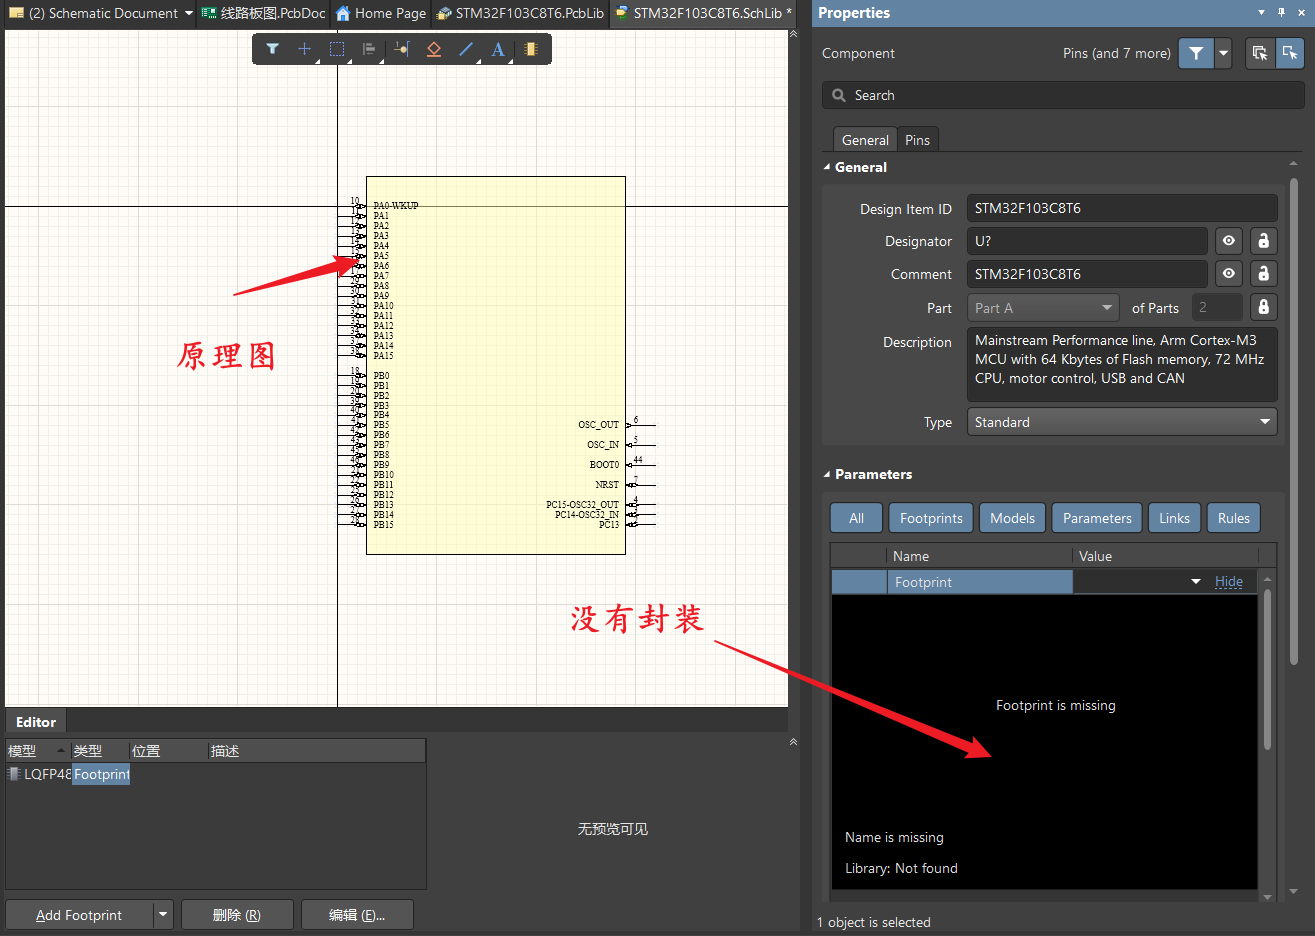 (2) Schematic Document
线路板图.PcbDoc
Home Page
STM32F103C8T6.PcbLib
STM32F103C8T6.SchLib *
Properties
Component
Pins (and 7 more)
Search
General
Pins
General
Design Item ID
STM32F103C8T6
Designator
U?
Comment
STM32F103C8T6
Part
Part A
of Parts
2
Description
Mainstream Performance line, Arm Cortex-M3
MCU with 64 Kbytes of Flash memory, 72 MHz
CPU, motor control, USB and CAN
Type
Standard
Parameters
All
Footprints
Models
Parameters
Links
Rules
Name
Value
Footprint
Hide
Footprint is missing
Name is missing
Library: Not found
1 object is selected
10
PA0-WKUP
PA1
PA2
PA3
PA4
PA5
PA6
PA7
PA8
PA9
PA10
PA11
PA12
PA13
PA14
PA15
18
PB0
PB1
PB2
PB3
PB4
PB5
PB6
PB7
PB8
PB9
PB10
PB11
PB12
PB13
PB14
PB15
OSC_OUT
6
OSC_IN
5
BOOT0
44
NRST
7
PC15-OSC32_OUT
4
PC14-OSC32_IN
PC13
原理图
没有封装
Editor
模型
类型
位置
描述
LQFP48
Footprint
无预览可见
Add Footprint
删除 (R)
编辑 (E)...